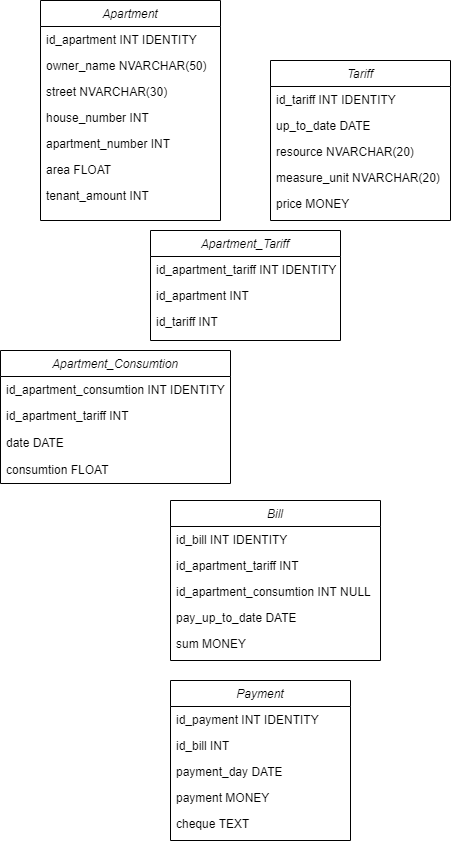 Apartment
id_apartment INT IDENTITY
owner_name NVARCHAR(50)
street NVARCHAR(30)
house_number INT
apartment_number INT
area FLOAT
tenant_amount INT
Tariff
id_tariff INT IDENTITY
up_to_date DATE
resource NVARCHAR(20)
measure_unit NVARCHAR(20)
price MONEY
Apartment_Tariff
id_apartment_tariff INT IDENTITY
id_apartment INT
id_tariff INT
Apartment_Consumtion
id_apartment_consumtion INT IDENTITY
id_apartment_tariff INT
date DATE
consumtion FLOAT
Bill
id_bill INT IDENTITY
id_apartment_tariff INT
id_apartment_consumtion INT NULL
pay_up_to_date DATE
sum MONEY
Payment
id_payment INT IDENTITY
id_bill INT
payment_day DATE
payment MONEY
cheque TEXT